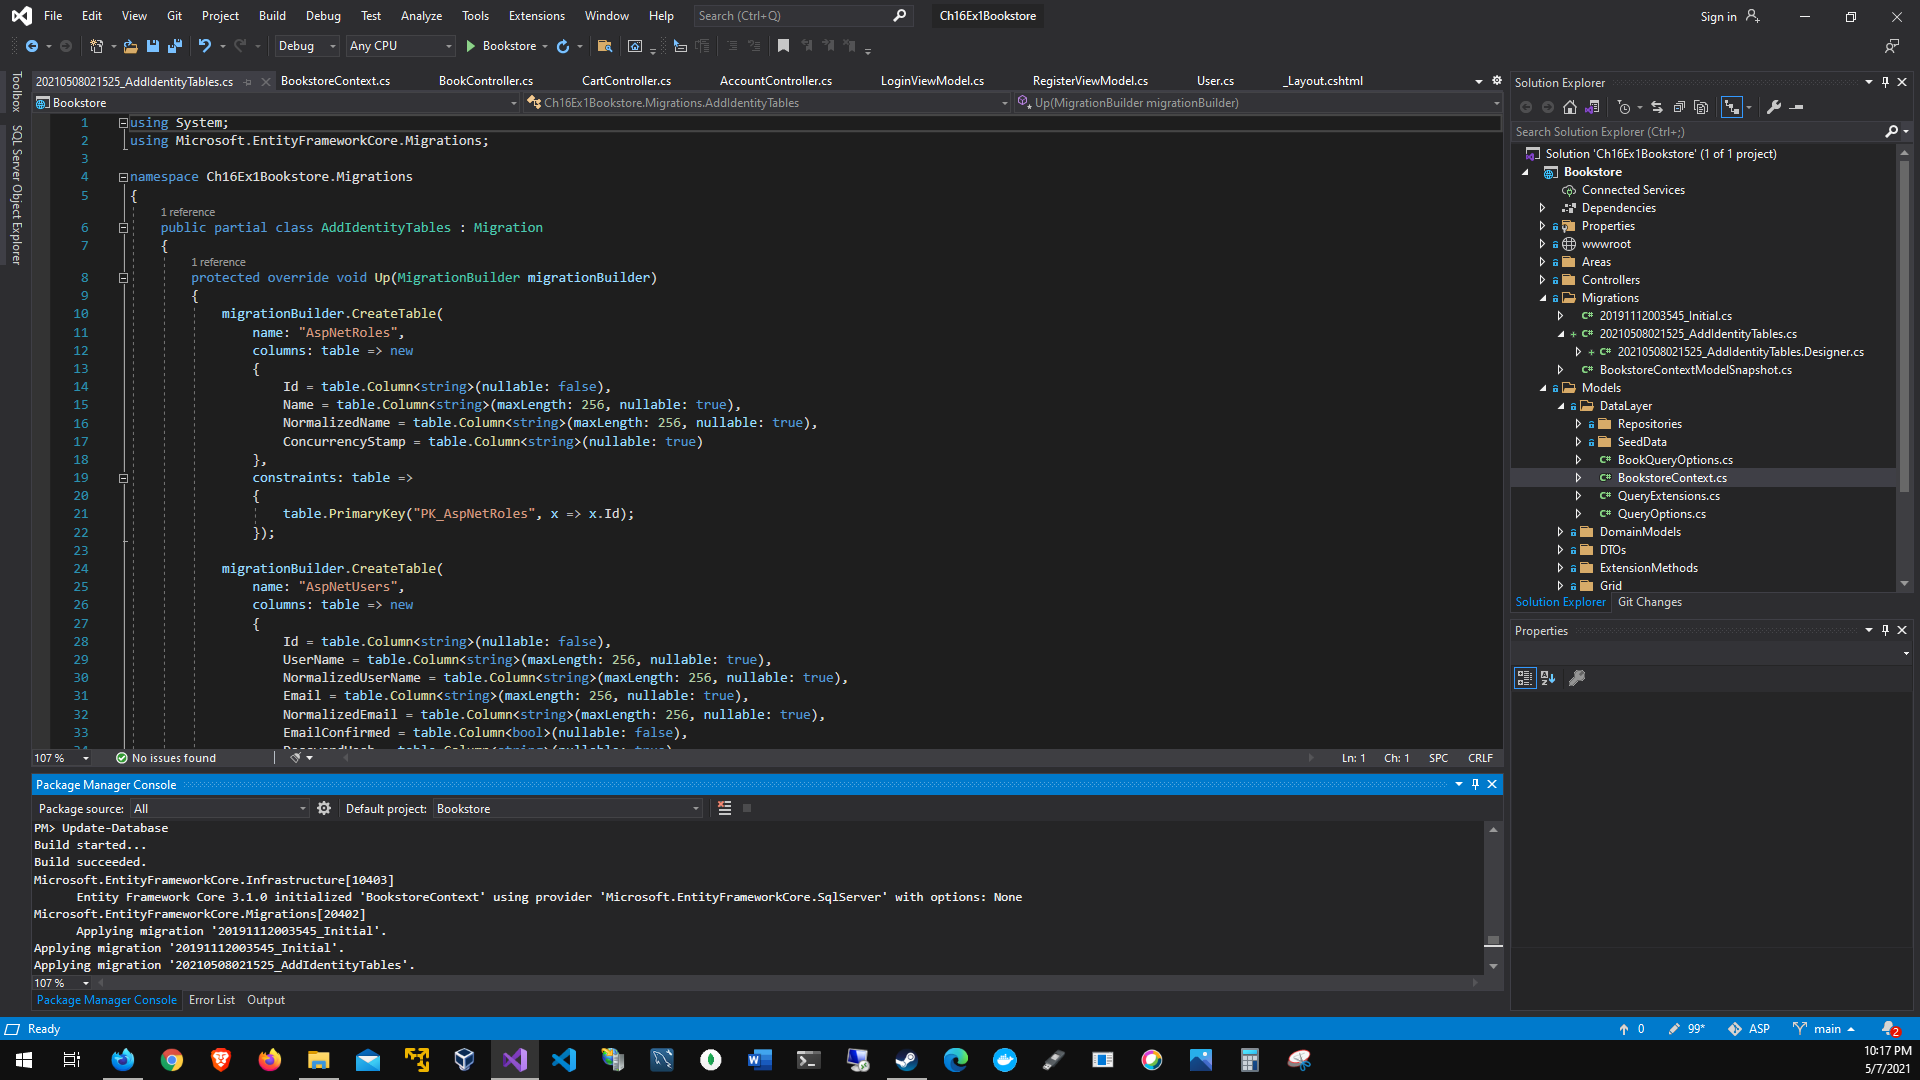 File Edit View Git Project Build Debug Test Analyze Tools Extensions Window Help Search (Ctrl+Q) Ch16Ex1Bookstore Sign in
Debug Any CPU Bookstore
Toolbox
SQL Server Object Explorer
20210508021525_AddIdentityTables.cs BookstoreContext.cs BookController.cs CartController.cs AccountController.cs LoginViewModel.cs RegisterViewModel.cs User.cs _Layout.cshtml
Bookstore Ch16Ex1Bookstore.Migrations.AddIdentityTables Up(MigrationBuilder migrationBuilder)
1 using System;
2 using Microsoft.EntityFrameworkCore.Migrations;
3
4 namespace Ch16Ex1Bookstore.Migrations
5 {
1 reference
6 public partial class AddIdentityTables : Migration
7 {
1 reference
8 protected override void Up(MigrationBuilder migrationBuilder)
9 {
10 migrationBuilder.CreateTable(
11 name: "AspNetRoles",
12 columns: table => new
13 {
14 Id = table.Column<string>(nullable: false),
15 Name = table.Column<string>(maxLength: 256, nullable: true),
16 NormalizedName = table.Column<string>(maxLength: 256, nullable: true),
17 ConcurrencyStamp = table.Column<string>(nullable: true)
18 },
19 constraints: table =>
20 {
21 table.PrimaryKey("PK_AspNetRoles", x => x.Id);
22 });
23
24 migrationBuilder.CreateTable(
25 name: "AspNetUsers",
26 columns: table => new
27 {
28 Id = table.Column<string>(nullable: false),
29 UserName = table.Column<string>(maxLength: 256, nullable: true),
30 NormalizedUserName = table.Column<string>(maxLength: 256, nullable: true),
31 Email = table.Column<string>(maxLength: 256, nullable: true),
32 NormalizedEmail = table.Column<string>(maxLength: 256, nullable: true),
33 EmailConfirmed = table.Column<bool>(nullable: false),
107 % No issues found Ln: 1 Ch: 1 SPC CRLF
Package Manager Console
Package source: All Default project: Bookstore
PM> Update-Database
Build started...
Build succeeded.
Microsoft.EntityFrameworkCore.Infrastructure[10403]
Entity Framework Core 3.1.0 initialized 'BookstoreContext' using provider 'Microsoft.EntityFrameworkCore.SqlServer' with options: None
Microsoft.EntityFrameworkCore.Migrations[20402]
Applying migration '20191112003545_Initial'.
Applying migration '20191112003545_Initial'.
Applying migration '20210508021525_AddIdentityTables'.
107 %
Package Manager Console Error List Output
Solution Explorer
Search Solution Explorer (Ctrl+;)
Solution 'Ch16Ex1Bookstore' (1 of 1 project)
Bookstore
Connected Services
Dependencies
Properties
wwwroot
Areas
Controllers
Migrations
20191112003545_Initial.cs
20210508021525_AddIdentityTables.cs
20210508021525_AddIdentityTables.Designer.cs
BookstoreContextModelSnapshot.cs
Models
DataLayer
Repositories
SeedData
BookQueryOptions.cs
BookstoreContext.cs
QueryExtensions.cs
QueryOptions.cs
DomainModels
DTOs
ExtensionMethods
Grid
Solution Explorer Git Changes
Properties
Ready 0 99* ASP main 2
10:17 PM
5/7/2021